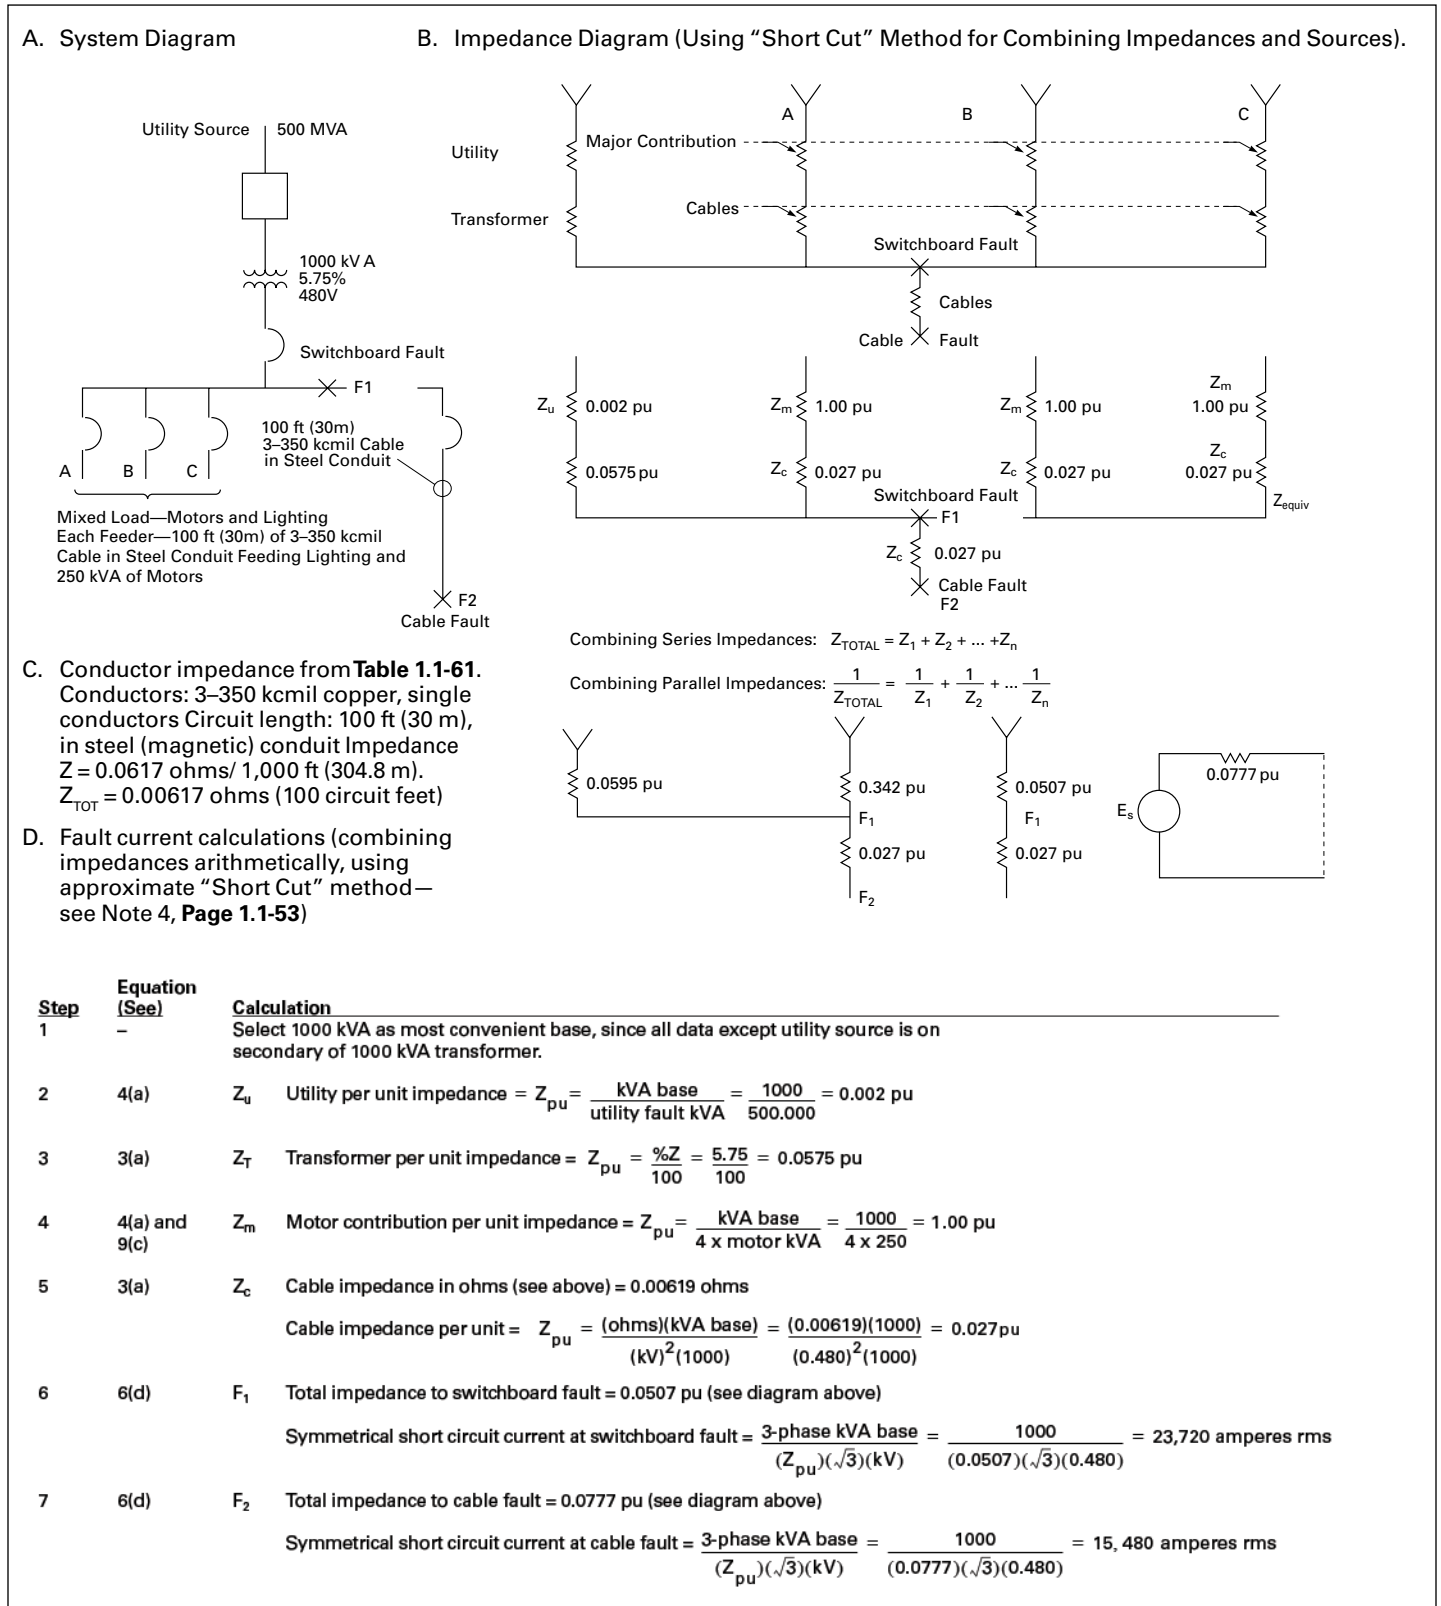 A. System Diagram
B. Impedance Diagram (Using “Short Cut” Method for Combining Impedances and Sources).
Utility Source
500 MVA
1000 kV A
5.75%
480V
Switchboard Fault
F1
100 ft (30m)
3–350 kcmil Cable
in Steel Conduit
A
B
C
Mixed Load—Motors and Lighting
Each Feeder—100 ft (30m) of 3–350 kcmil
Cable in Steel Conduit Feeding Lighting and
250 kVA of Motors
F2
Cable Fault
A
B
C
Utility
Major Contribution
Transformer
Cables
Switchboard Fault
Cables
Cable Fault
Zu 0.002 pu
Zm 1.00 pu
Zm 1.00 pu
Zm
1.00 pu
0.0575 pu
Zc 0.027 pu
Zc 0.027 pu
Zc
0.027 pu
Switchboard Fault
F1
Zequiv
Zc 0.027 pu
Cable Fault
F2
Combining Series Impedances: ZTOTAL = Z1 + Z2 + ... +Zn
Combining Parallel Impedances: 1/ZTOTAL = 1/Z1 + 1/Z2 + ... 1/Zn
0.0595 pu
0.342 pu
F1
0.027 pu
F2
0.0507 pu
F1
0.027 pu
Es
0.0777 pu
C. Conductor impedance from Table 1.1-61.
Conductors: 3–350 kcmil copper, single
conductors Circuit length: 100 ft (30 m),
in steel (magnetic) conduit Impedance
Z = 0.0617 ohms/ 1,000 ft (304.8 m).
ZTOT = 0.00617 ohms (100 circuit feet)
D. Fault current calculations (combining
impedances arithmetically, using
approximate “Short Cut” method—
see Note 4, Page 1.1-53)
Step Equation (See) Calculation
1 – Select 1000 kVA as most convenient base, since all data except utility source is on
secondary of 1000 kVA transformer.
2 4(a) Zu Utility per unit impedance = Zpu = kVA base / utility fault kVA = 1000 / 500.000 = 0.002 pu
3 3(a) ZT Transformer per unit impedance = Zpu = %Z / 100 = 5.75 / 100 = 0.0575 pu
4 4(a) and 9(c) Zm Motor contribution per unit impedance = Zpu = kVA base / 4 x motor kVA = 1000 / 4 x 250 = 1.00 pu
5 3(a) Zc Cable impedance in ohms (see above) = 0.00619 ohms
Cable impedance per unit = Zpu = (ohms)(kVA base) / (kV)²(1000) = (0.00619)(1000) / (0.480)²(1000) = 0.027pu
6 6(d) F1 Total impedance to switchboard fault = 0.0507 pu (see diagram above)
Symmetrical short circuit current at switchboard fault = 3-phase kVA base / (Zpu)(√3)(kV) = 1000 / (0.0507)(√3)(0.480) = 23,720 amperes rms
7 6(d) F2 Total impedance to cable fault = 0.0777 pu (see diagram above)
Symmetrical short circuit current at cable fault = 3-phase kVA base / (Zpu)(√3)(kV) = 1000 / (0.0777)(√3)(0.480) = 15, 480 amperes rms